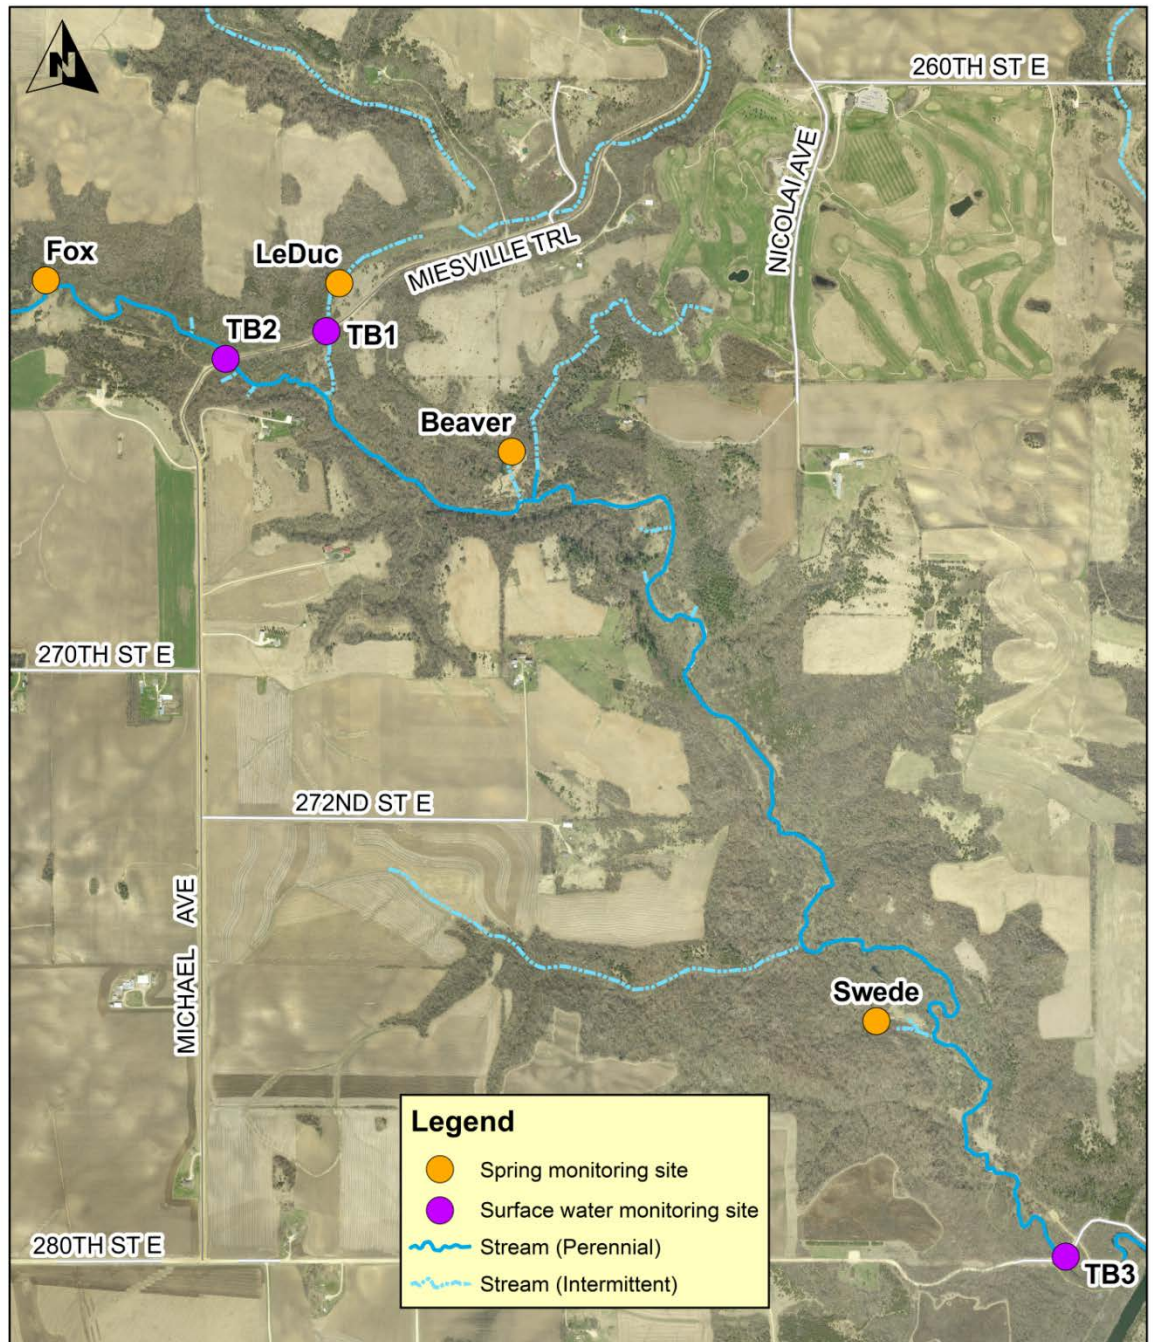 N
260TH ST E
NICOLAI AVE
Fox
LeDuc
MIESVILLE TRL
TB2
TB1
Beaver
270TH ST E
272ND ST E
MICHAEL AVE
Swede
Legend
Spring monitoring site
Surface water monitoring site
Stream (Perennial)
Stream (Intermittent)
280TH ST E
TB3